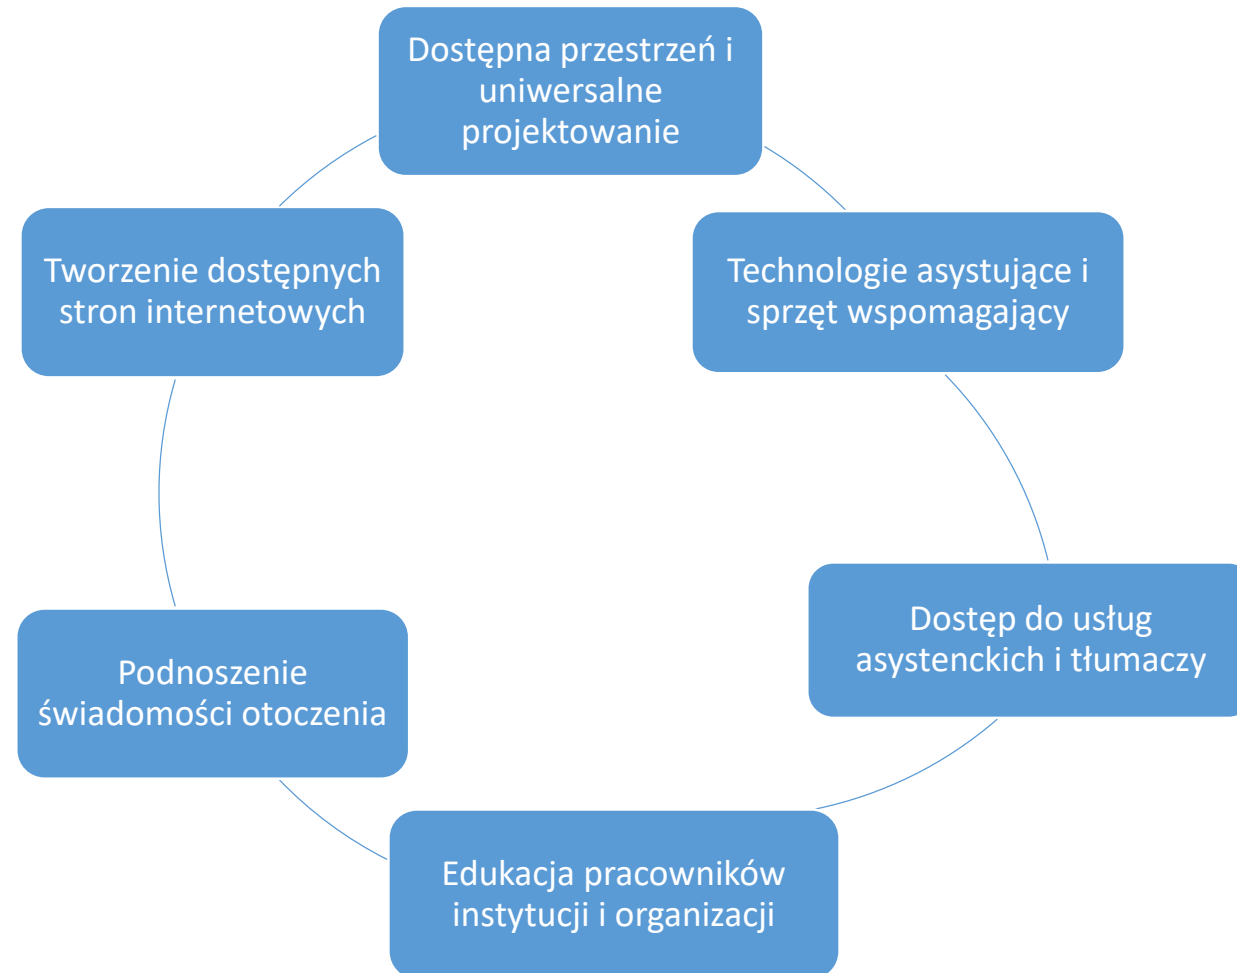 Dostępna przestrzeń i
uniwersalne
projektowanie
Technologie asystujące i
sprzęt wspomagający
Dostęp do usług
asystenckich i tłumaczy
Edukacja pracowników
instytucji i organizacji
Podnoszenie
świadomości otoczenia
Tworzenie dostępnych
stron internetowych